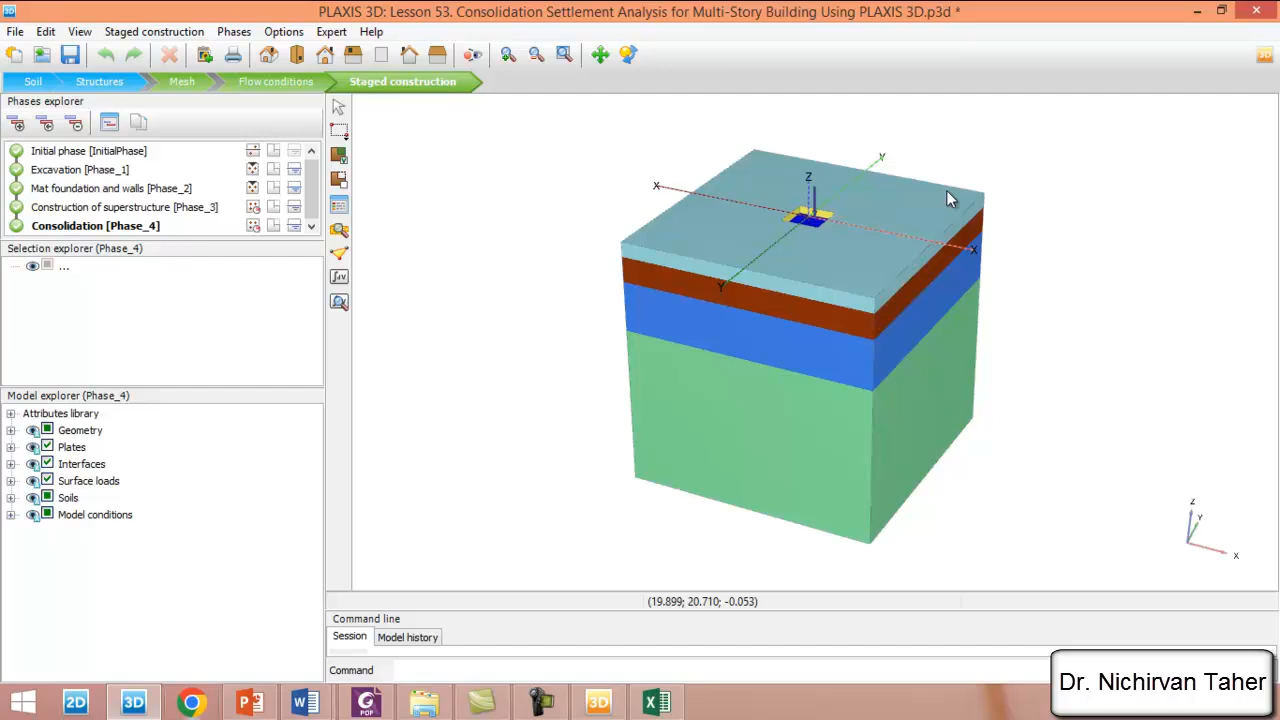 PLAXIS 3D: Lesson 53. Consolidation Settlement Analysis for Multi-Story Building Using PLAXIS 3D.p3d *
File Edit View Staged construction Phases Options Expert Help
Soil Structures Mesh Flow conditions Staged construction
Phases explorer
Initial phase [InitialPhase]
Excavation [Phase_1]
Mat foundation and walls [Phase_2]
Construction of superstructure [Phase_3]
Consolidation [Phase_4]
Selection explorer (Phase_4)
...
Model explorer (Phase_4)
Attributes library
Geometry
Plates
Interfaces
Surface loads
Soils
Model conditions
Y
Z
X
X
Y
Z
Y
X
(19.899; 20.710; -0.053)
Command line
Session Model history
Command
Dr. Nichirvan Taher
2D 3D